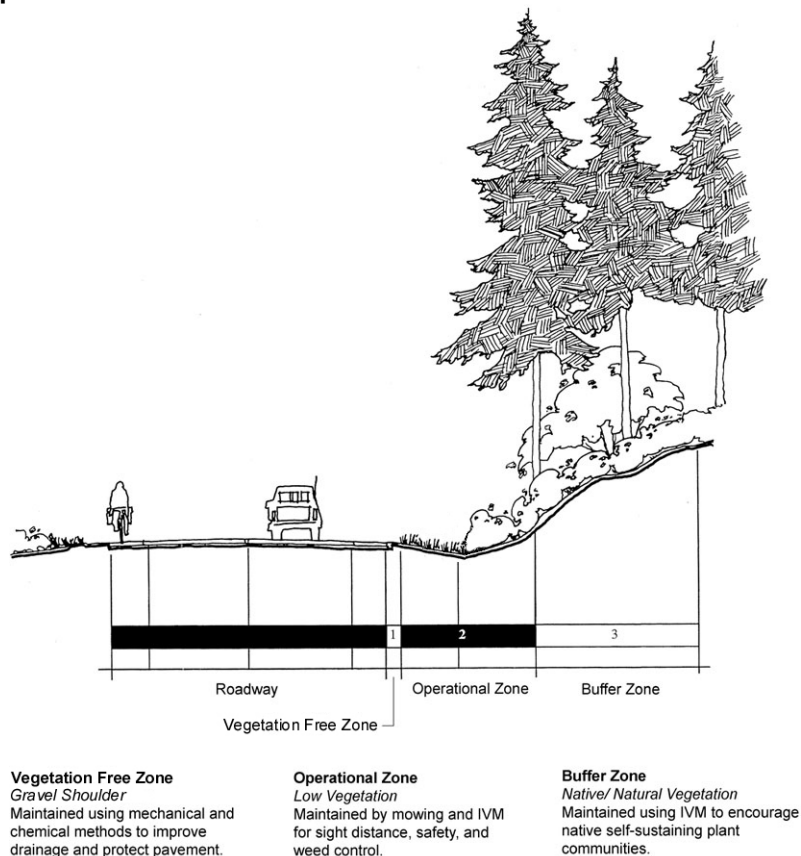 1
2
3
Roadway
Operational Zone
Buffer Zone
Vegetation Free Zone
Vegetation Free Zone
Gravel Shoulder
Maintained using mechanical and
chemical methods to improve
drainage and protect pavement.
Operational Zone
Low Vegetation
Maintained by mowing and IVM
for sight distance, safety, and
weed control.
Buffer Zone
Native/ Natural Vegetation
Maintained using IVM to encourage
native self-sustaining plant
communities.